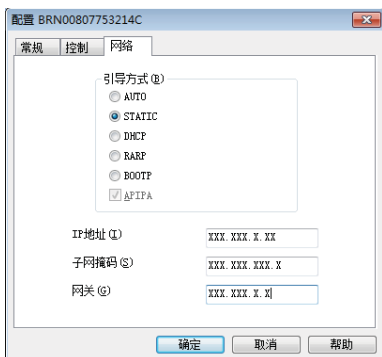 配置 BRN00807753214C
常规 控制 网络
引导方式(B)
AUTO
STATIC
DHCP
RARP
BOOTP
APIPA
IP地址(I) XXX.XXX.X.XX
子网掩码(S) XXX.XXX.XXX.X
网关(G) XXX.XXX.X.X
确定 取消 帮助